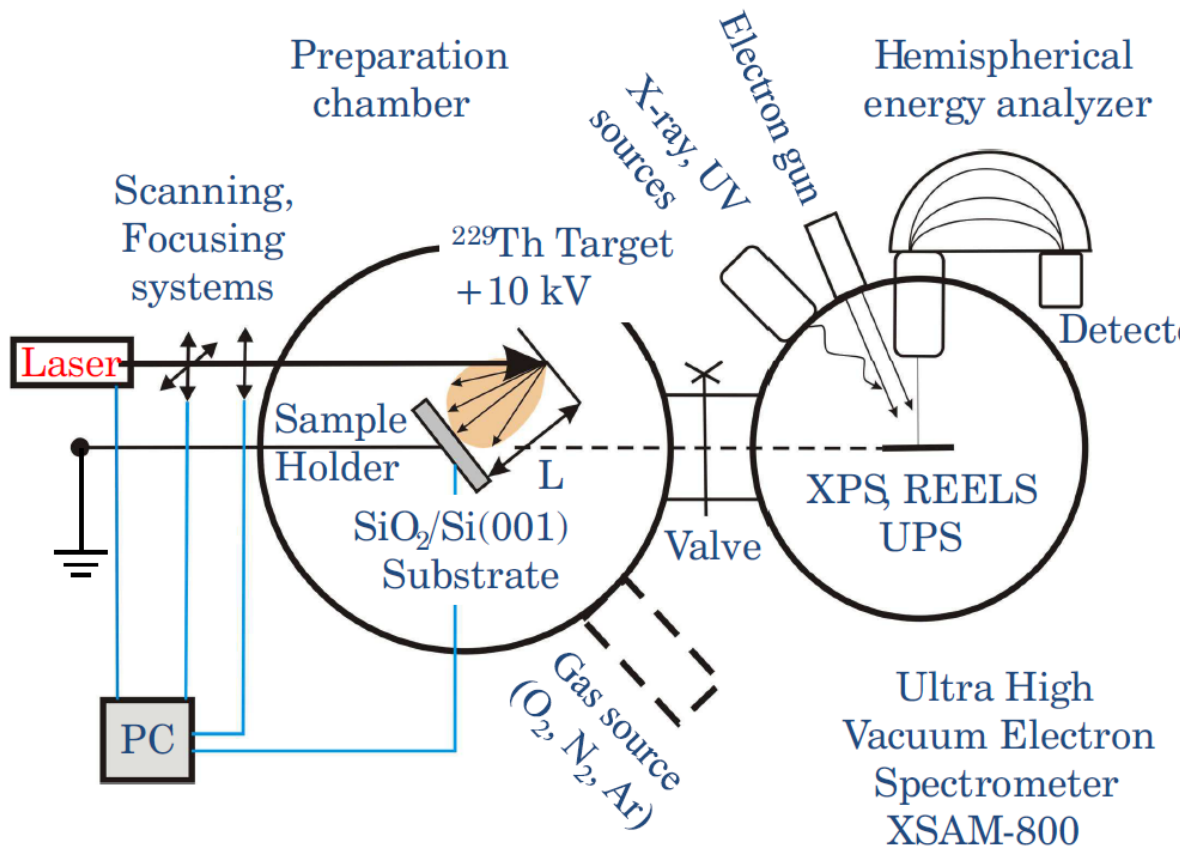 Preparation
chamber
X-ray, UV
sources
Electron gun
Hemispherical
energy analyzer
Scanning,
Focusing
systems
²²⁹Th Target
+10 kV
Laser
Detecto
Sample
Holder
L
SiO₂/Si(001)
Substrate
Valve
XPS, REELS
UPS
PC
Gas source
(O₂, N₂, Ar)
Ultra High
Vacuum Electron
Spectrometer
XSAM-800